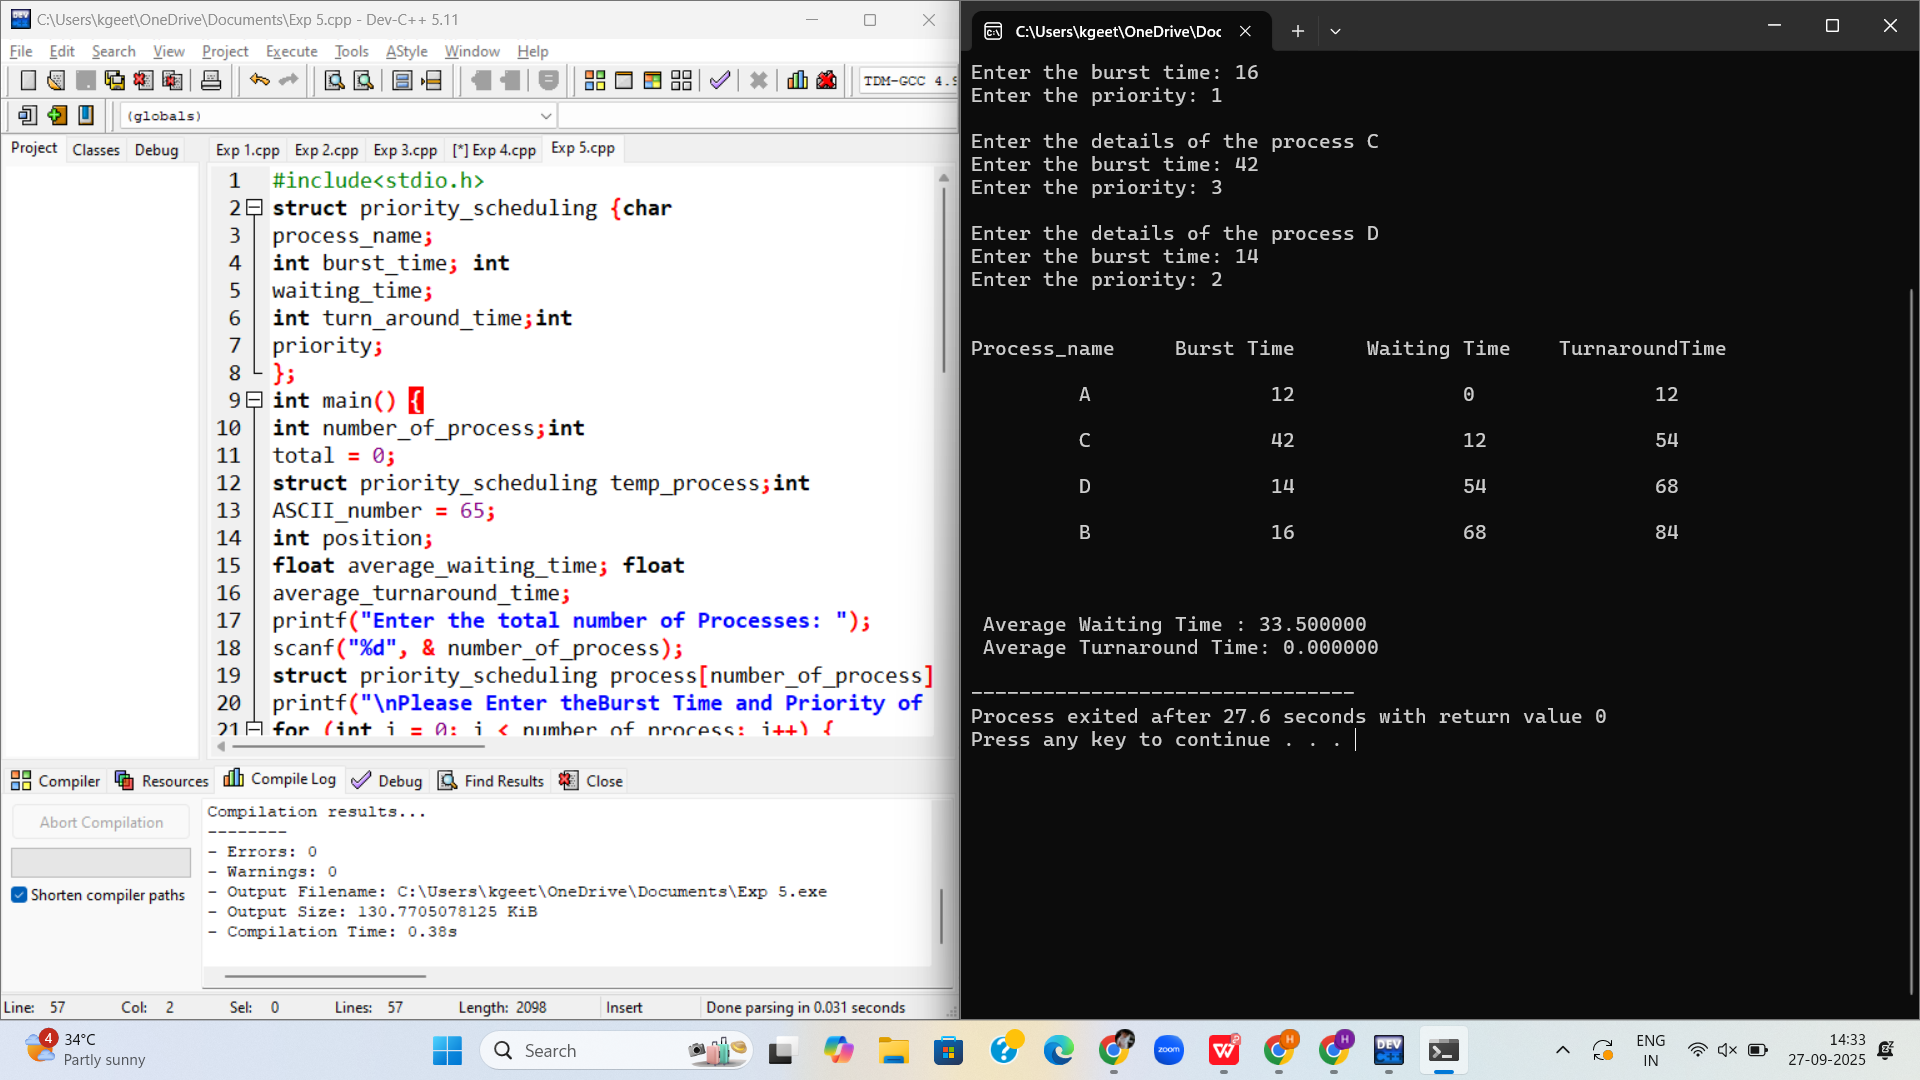 C:\Users\kgeet\OneDrive\Documents\Exp 5.cpp - Dev-C++ 5.11
File Edit Search View Project Execute Tools AStyle Window Help
TDM-GCC 4.9
(globals)
Project Classes Debug
Exp 1.cpp Exp 2.cpp Exp 3.cpp [*] Exp 4.cpp Exp 5.cpp
1 #include<stdio.h>
2 struct priority_scheduling {char
3 process_name;
4 int burst_time; int
5 waiting_time;
6 int turn_around_time;int
7 priority;
8 };
9 int main() {
10 int number_of_process;int
11 total = 0;
12 struct priority_scheduling temp_process;int
13 ASCII_number = 65;
14 int position;
15 float average_waiting_time; float
16 average_turnaround_time;
17 printf("Enter the total number of Processes: ");
18 scanf("%d", & number_of_process);
19 struct priority_scheduling process[number_of_process]
20 printf("\nPlease Enter theBurst Time and Priority of
21 for (int i = 0; i < number_of_process; i++) {
Compiler Resources Compile Log Debug Find Results Close
Abort Compilation
Shorten compiler paths
Compilation results...
--------
- Errors: 0
- Warnings: 0
- Output Filename: C:\Users\kgeet\OneDrive\Documents\Exp 5.exe
- Output Size: 130.7705078125 KiB
- Compilation Time: 0.38s
Line: 57 Col: 2 Sel: 0 Lines: 57 Length: 2098 Insert Done parsing in 0.031 seconds
C:\Users\kgeet\OneDrive\Doc
Enter the burst time: 16
Enter the priority: 1
Enter the details of the process C
Enter the burst time: 42
Enter the priority: 3
Enter the details of the process D
Enter the burst time: 14
Enter the priority: 2
Process_name Burst Time Waiting Time TurnaroundTime
A 12 0 12
C 42 12 54
D 14 54 68
B 16 68 84
Average Waiting Time : 33.500000
Average Turnaround Time: 0.000000
--------------------------------
Process exited after 27.6 seconds with return value 0
Press any key to continue . . .
4
34°C
Partly sunny
Search
zoom
H
H
DEV
ENG
IN
14:33
27-09-2025